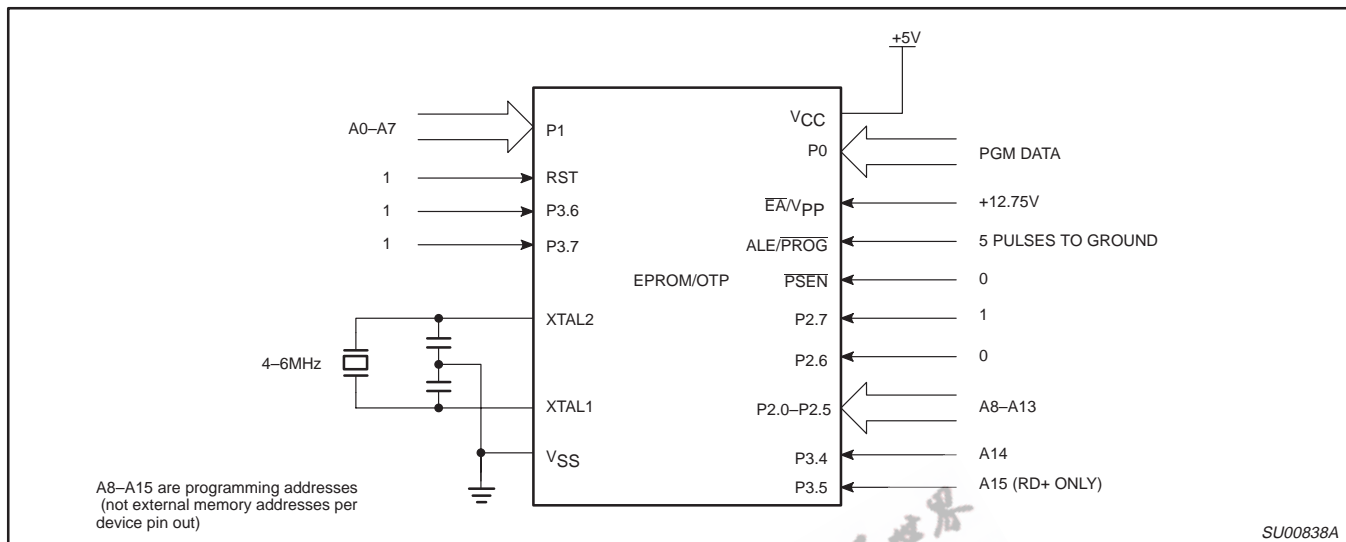 +5V
A0–A7
P1
VCC
P0
PGM DATA
1
RST
1
P3.6
EA/VPP
+12.75V
1
P3.7
ALE/PROG
5 PULSES TO GROUND
EPROM/OTP
PSEN
0
XTAL2
P2.7
1
4–6MHz
P2.6
0
XTAL1
P2.0–P2.5
A8–A13
VSS
P3.4
A14
P3.5
A15 (RD+ ONLY)
A8–A15 are programming addresses
(not external memory addresses per
device pin out)
SU00838A